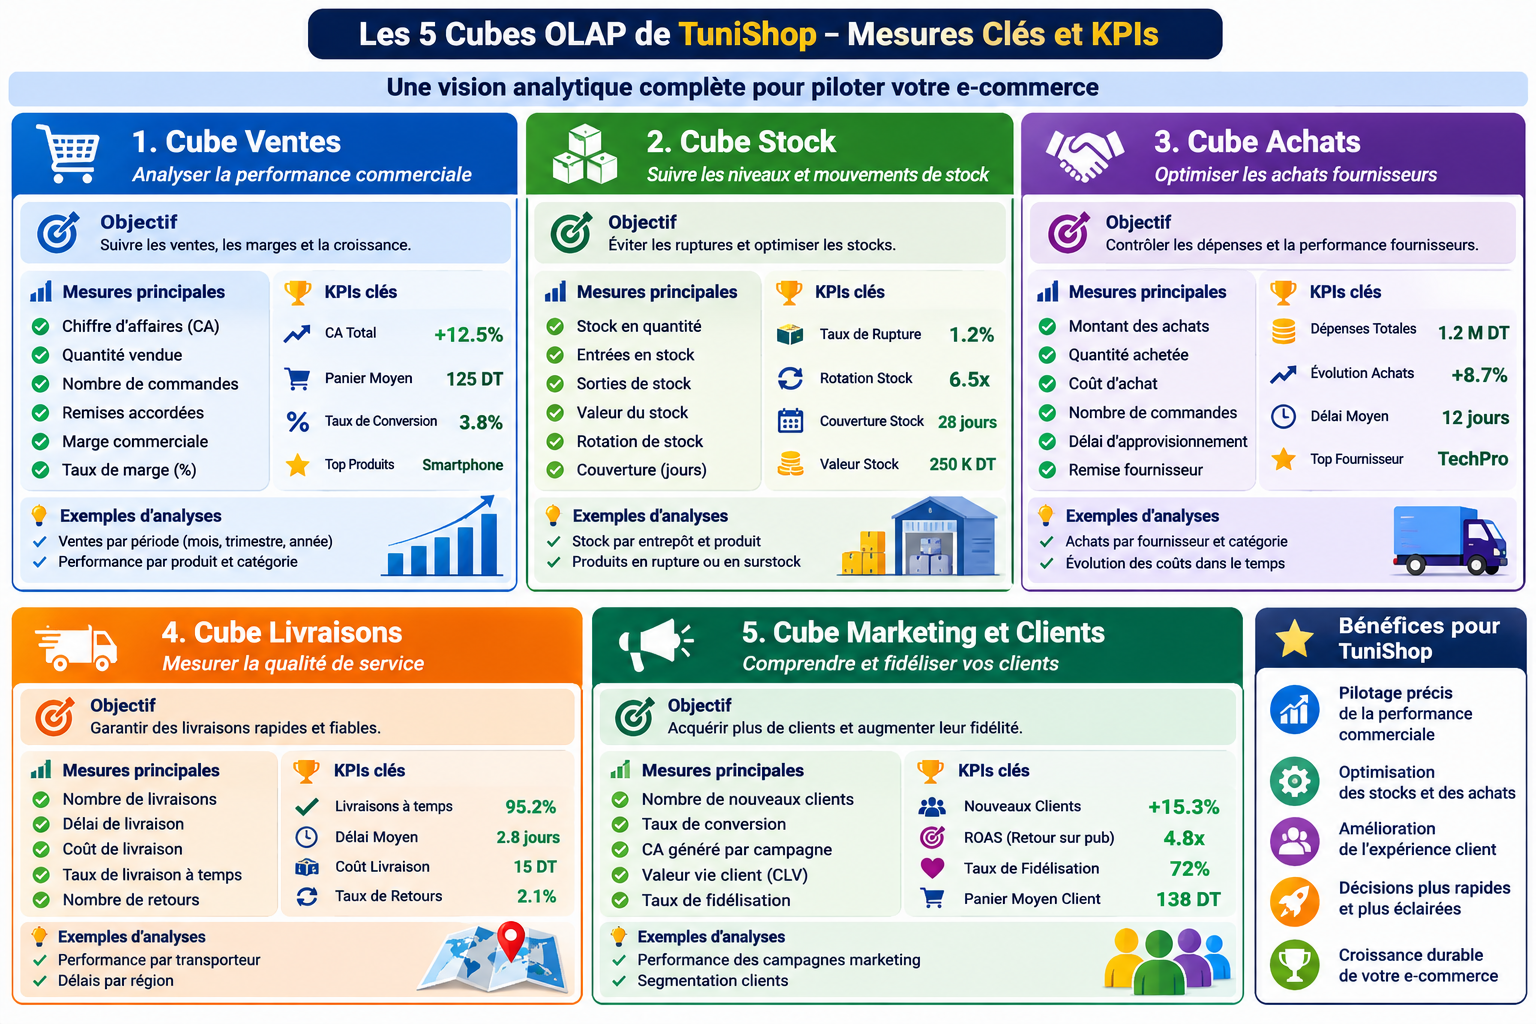 Les 5 Cubes OLAP de TuniShop – Mesures Clés et KPIs
Une vision analytique complète pour piloter votre e-commerce
1. Cube Ventes
Analyser la performance commerciale
Objectif
Suivre les ventes, les marges et la croissance.
Mesures principales
Chiffre d'affaires (CA)
Quantité vendue
Nombre de commandes
Remises accordées
Marge commerciale
Taux de marge (%)
KPIs clés
CA Total +12.5%
Panier Moyen 125 DT
Taux de Conversion 3.8%
Top Produits Smartphone
Exemples d'analyses
Ventes par période (mois, trimestre, année)
Performance par produit et catégorie
2. Cube Stock
Suivre les niveaux et mouvements de stock
Objectif
Éviter les ruptures et optimiser les stocks.
Mesures principales
Stock en quantité
Entrées en stock
Sorties de stock
Valeur du stock
Rotation de stock
Couverture (jours)
KPIs clés
Taux de Rupture 1.2%
Rotation Stock 6.5x
Couverture Stock 28 jours
Valeur Stock 250 K DT
Exemples d'analyses
Stock par entrepôt et produit
Produits en rupture ou en surstock
3. Cube Achats
Optimiser les achats fournisseurs
Objectif
Contrôler les dépenses et la performance fournisseurs.
Mesures principales
Montant des achats
Quantité achetée
Coût d'achat
Nombre de commandes
Délai d'approvisionnement
Remise fournisseur
KPIs clés
Dépenses Totales 1.2 M DT
Évolution Achats +8.7%
Délai Moyen 12 jours
Top Fournisseur TechPro
Exemples d'analyses
Achats par fournisseur et catégorie
Évolution des coûts dans le temps
4. Cube Livraisons
Mesurer la qualité de service
Objectif
Garantir des livraisons rapides et fiables.
Mesures principales
Nombre de livraisons
Délai de livraison
Coût de livraison
Taux de livraison à temps
Nombre de retours
KPIs clés
Livraisons à temps 95.2%
Délai Moyen 2.8 jours
Coût Livraison 15 DT
Taux de Retours 2.1%
Exemples d'analyses
Performance par transporteur
Délais par région
5. Cube Marketing et Clients
Comprendre et fidéliser vos clients
Objectif
Acquérir plus de clients et augmenter leur fidélité.
Mesures principales
Nombre de nouveaux clients
Taux de conversion
CA généré par campagne
Valeur vie client (CLV)
Taux de fidélisation
KPIs clés
Nouveaux Clients +15.3%
ROAS (Retour sur pub) 4.8x
Taux de Fidélisation 72%
Panier Moyen Client 138 DT
Exemples d'analyses
Performance des campagnes marketing
Segmentation clients
Bénéfices pour
TuniShop
Pilotage précis
de la performance
commerciale
Optimisation
des stocks et des achats
Amélioration
de l'expérience client
Décisions plus rapides
et plus éclairées
Croissance durable
de votre e-commerce